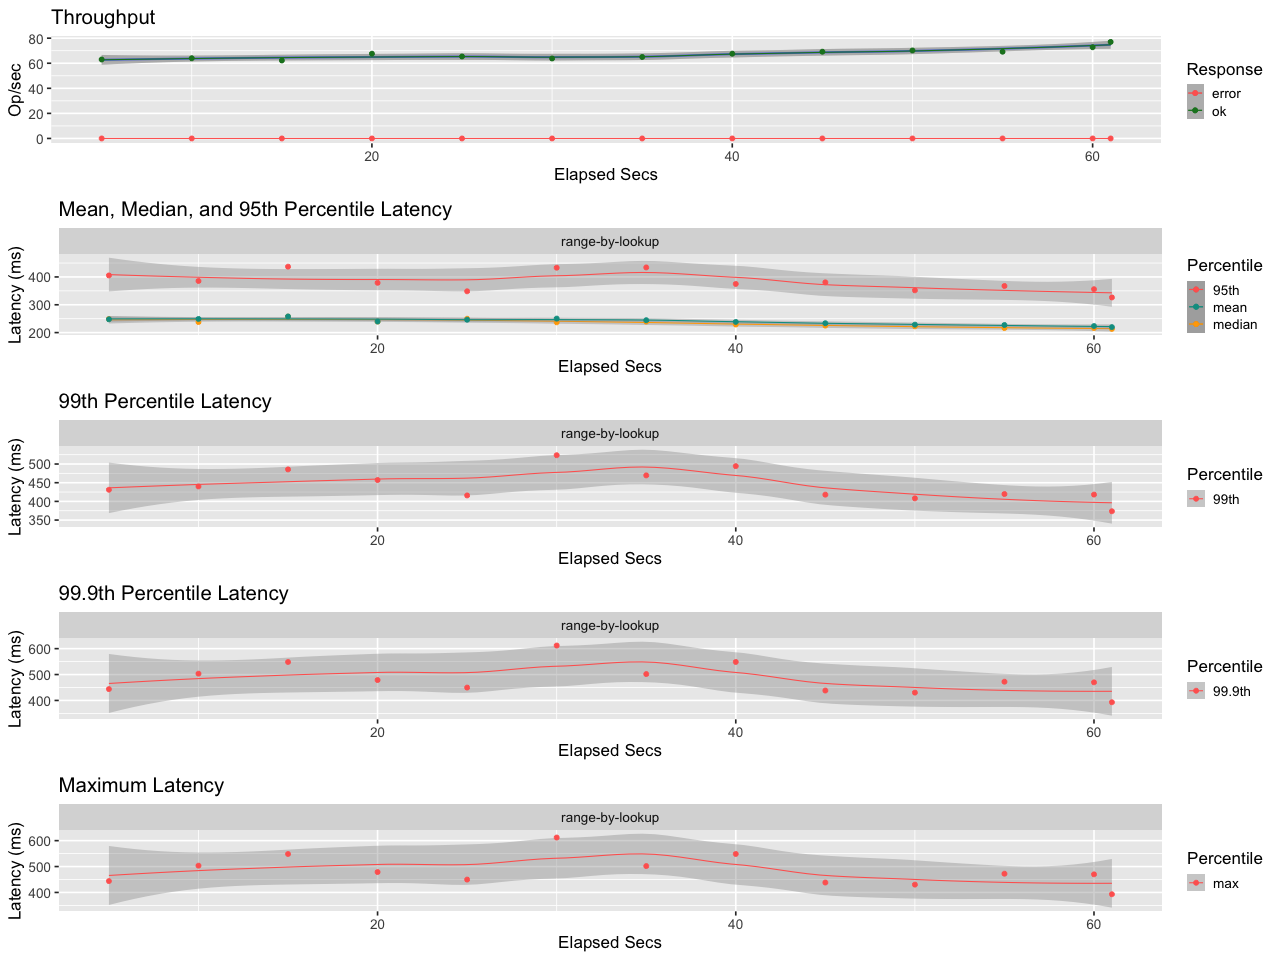 Throughput
80
60
40
20
0
Op/sec
20 40 60
Elapsed Secs
Response
error
ok
Mean, Median, and 95th Percentile Latency
range-by-lookup
400
300
200
Latency (ms)
20 40 60
Elapsed Secs
Percentile
95th
mean
median
99th Percentile Latency
range-by-lookup
500
450
400
350
Latency (ms)
20 40 60
Elapsed Secs
Percentile
99th
99.9th Percentile Latency
range-by-lookup
600
500
400
Latency (ms)
20 40 60
Elapsed Secs
Percentile
99.9th
Maximum Latency
range-by-lookup
600
500
400
Latency (ms)
20 40 60
Elapsed Secs
Percentile
max